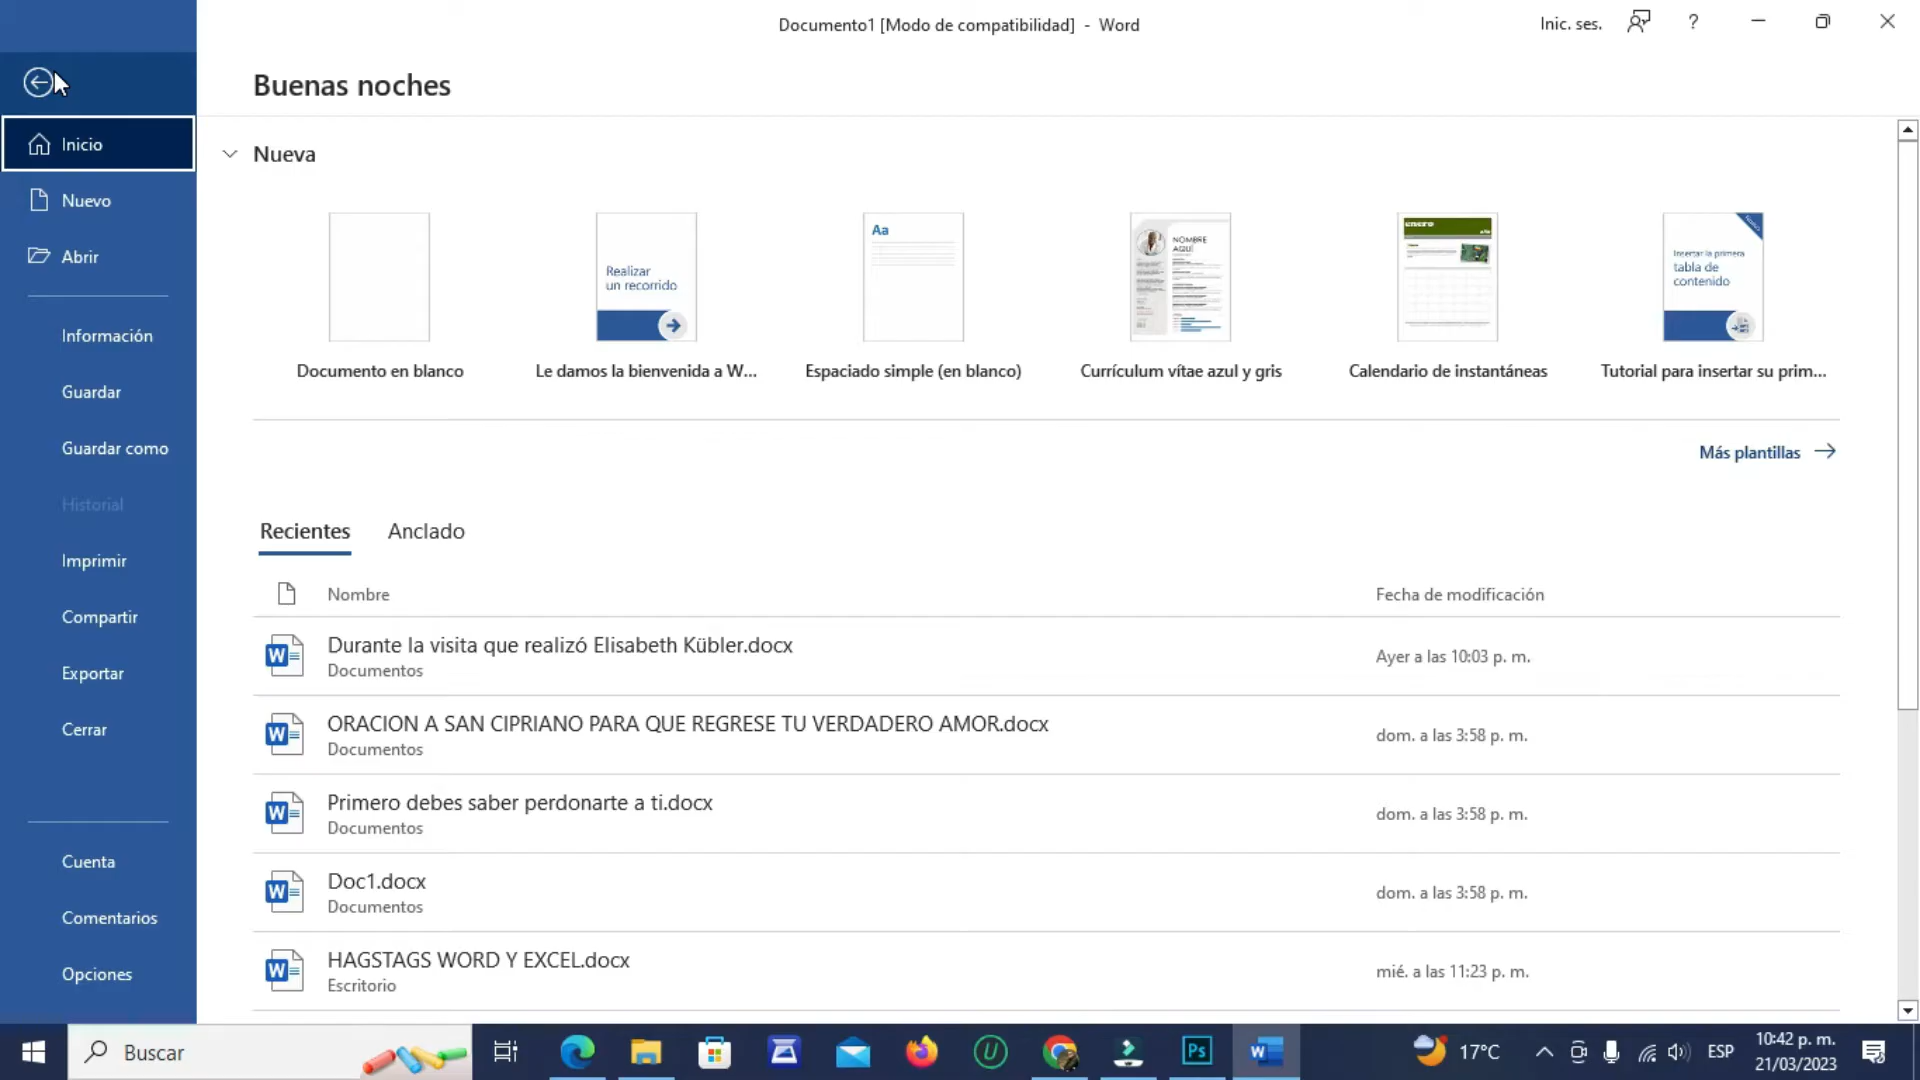 Documento1 [Modo de compatibilidad] - Word
Inic. ses.
?
Buenas noches
Inicio
Nuevo
Abrir
Información
Guardar
Guardar como
Historial
Imprimir
Compartir
Exportar
Cerrar
Cuenta
Comentarios
Opciones
Nueva
Realizar
un recorrido
Aa
NOMBRE
AQUÍ
enero
Insertar la primera
tabla de
contenido
Documento en blanco
Le damos la bienvenida a W...
Espaciado simple (en blanco)
Currículum vítae azul y gris
Calendario de instantáneas
Tutorial para insertar su prim...
Más plantillas
Recientes
Anclado
Nombre
Fecha de modificación
Durante la visita que realizó Elisabeth Kübler.docx
Documentos
Ayer a las 10:03 p. m.
ORACION A SAN CIPRIANO PARA QUE REGRESE TU VERDADERO AMOR.docx
Documentos
dom. a las 3:58 p. m.
Primero debes saber perdonarte a ti.docx
Documentos
dom. a las 3:58 p. m.
Doc1.docx
Documentos
dom. a las 3:58 p. m.
HAGSTAGS WORD Y EXCEL.docx
Escritorio
mié. a las 11:23 p. m.
Buscar
Ps
17°C
ESP
10:42 p. m.
21/03/2023